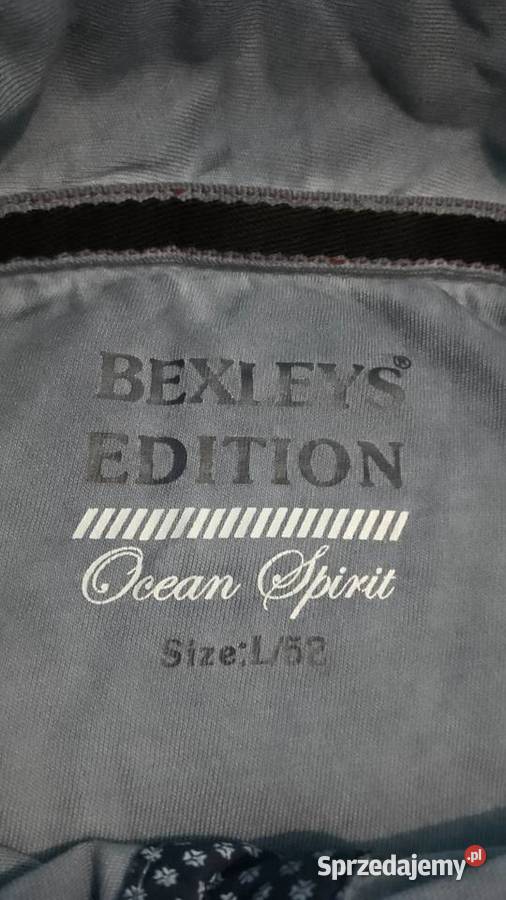 BEXLEYS®
EDITION
Ocean Spirit
Size:L/52
Sprzedajemy.pl